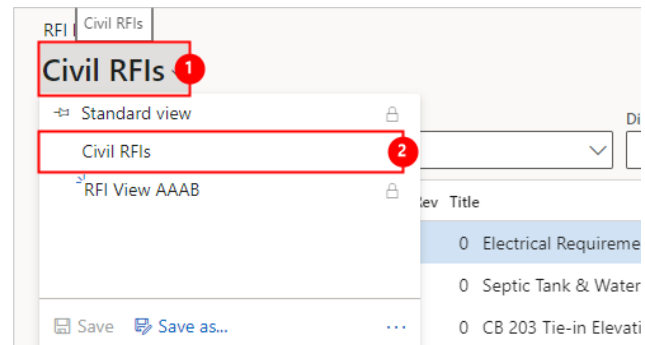 RFI
Civil RFIs
Civil RFIs 1
Standard view
Di
Civil RFIs 2
RFI View AAAB
Rev Title
0 Electrical Requireme
0 Septic Tank & Water
Save Save as... ...
0 CB 203 Tie-in Elevati